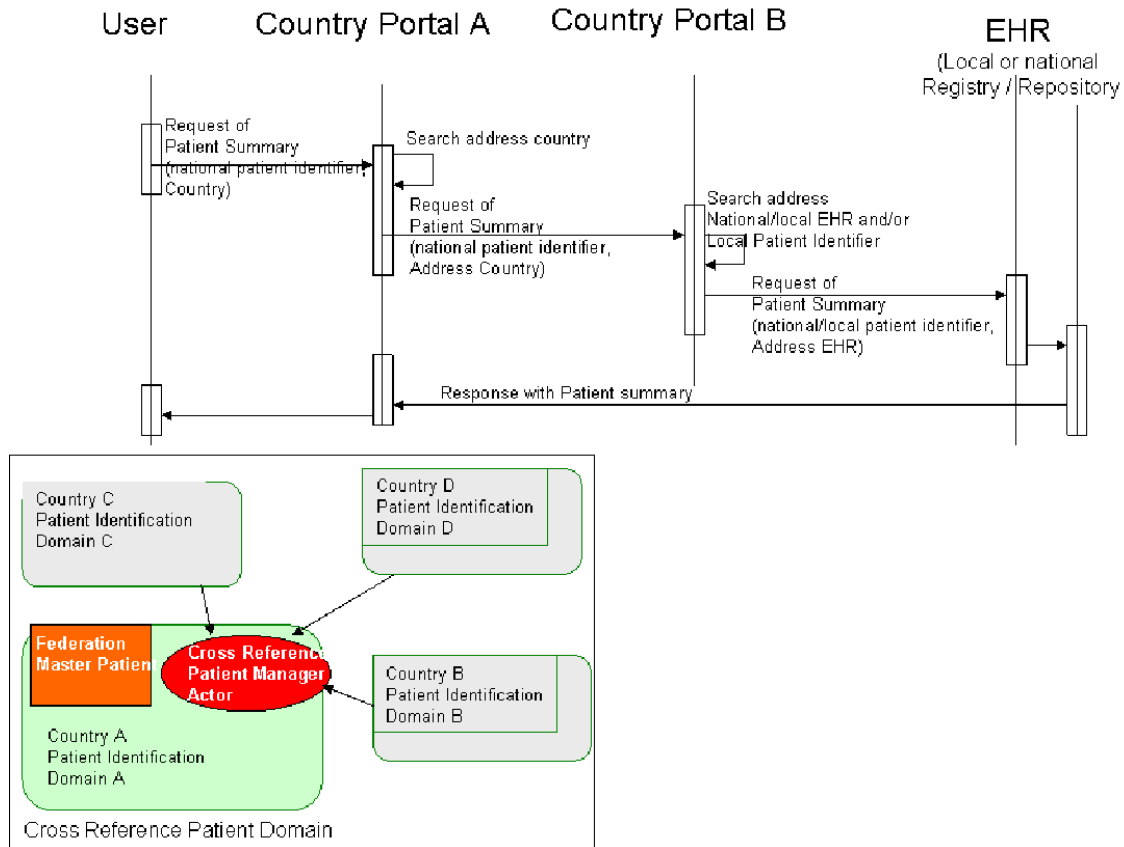 User
Country Portal A
Country Portal B
EHR
(Local or national
Registry / Repository
Request of
Patient Summary
(national patient identifier,
Country)
Search address country
Request of
Patient Summary
(national patient identifier,
Address Country)
Search address
National/local EHR and/or
Local Patient Identifier
Request of
Patient Summary
(national/local patient identifier,
Address EHR)
Response with Patient summary
Country C
Patient Identification
Domain C
Country D
Patient Identification
Domain D
Federation
Master Patien
Cross Reference
Patient Manager
Actor
Country B
Patient Identification
Domain B
Country A
Patient Identification
Domain A
Cross Reference Patient Domain